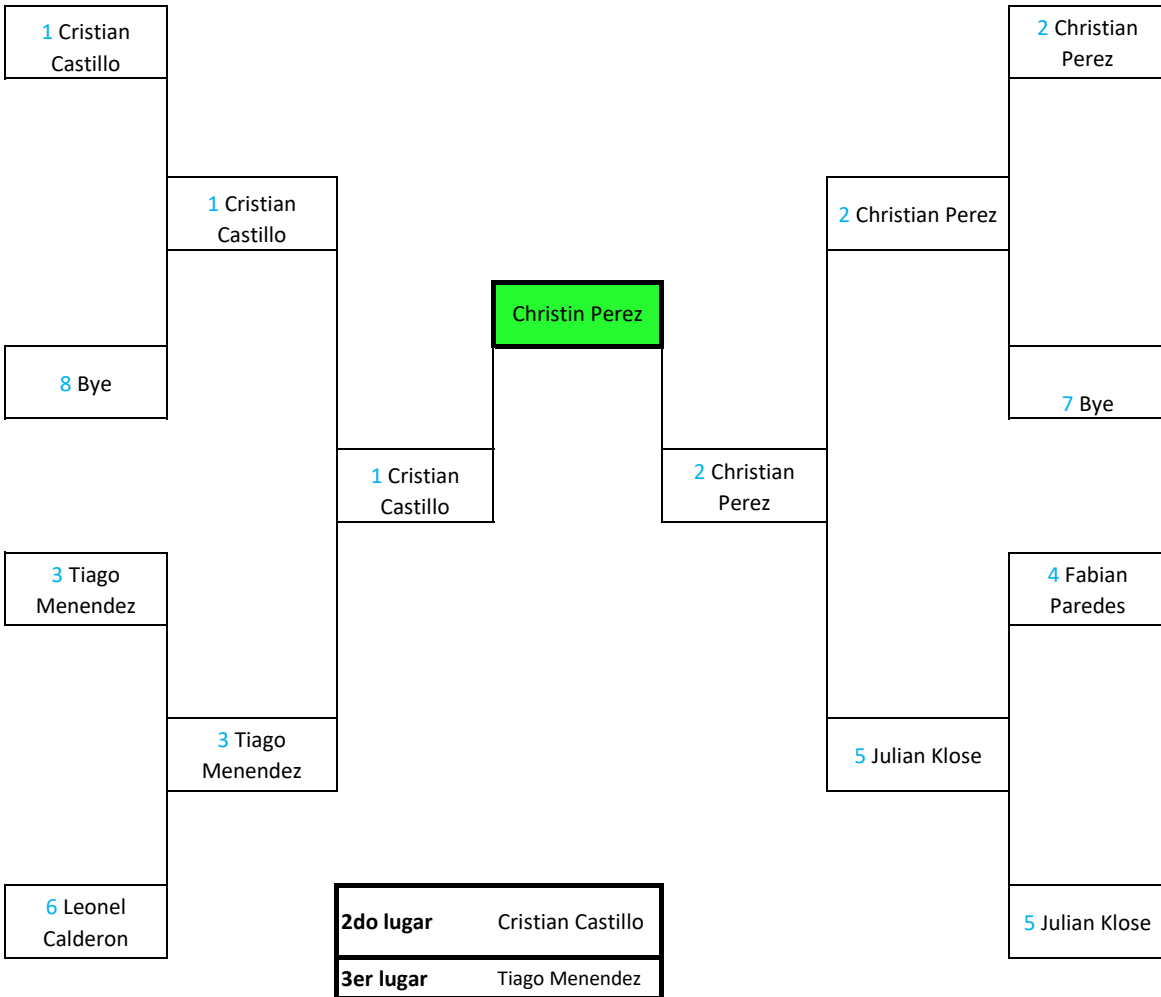 1 Cristian
Castillo
2 Christian
Perez
1 Cristian
Castillo
2 Christian Perez
Christin Perez
8 Bye
7 Bye
1 Cristian
Castillo
2 Christian
Perez
3 Tiago
Menendez
4 Fabian
Paredes
3 Tiago
Menendez
5 Julian Klose
6 Leonel
Calderon
2do lugar Cristian Castillo
5 Julian Klose
3er lugar Tiago Menendez